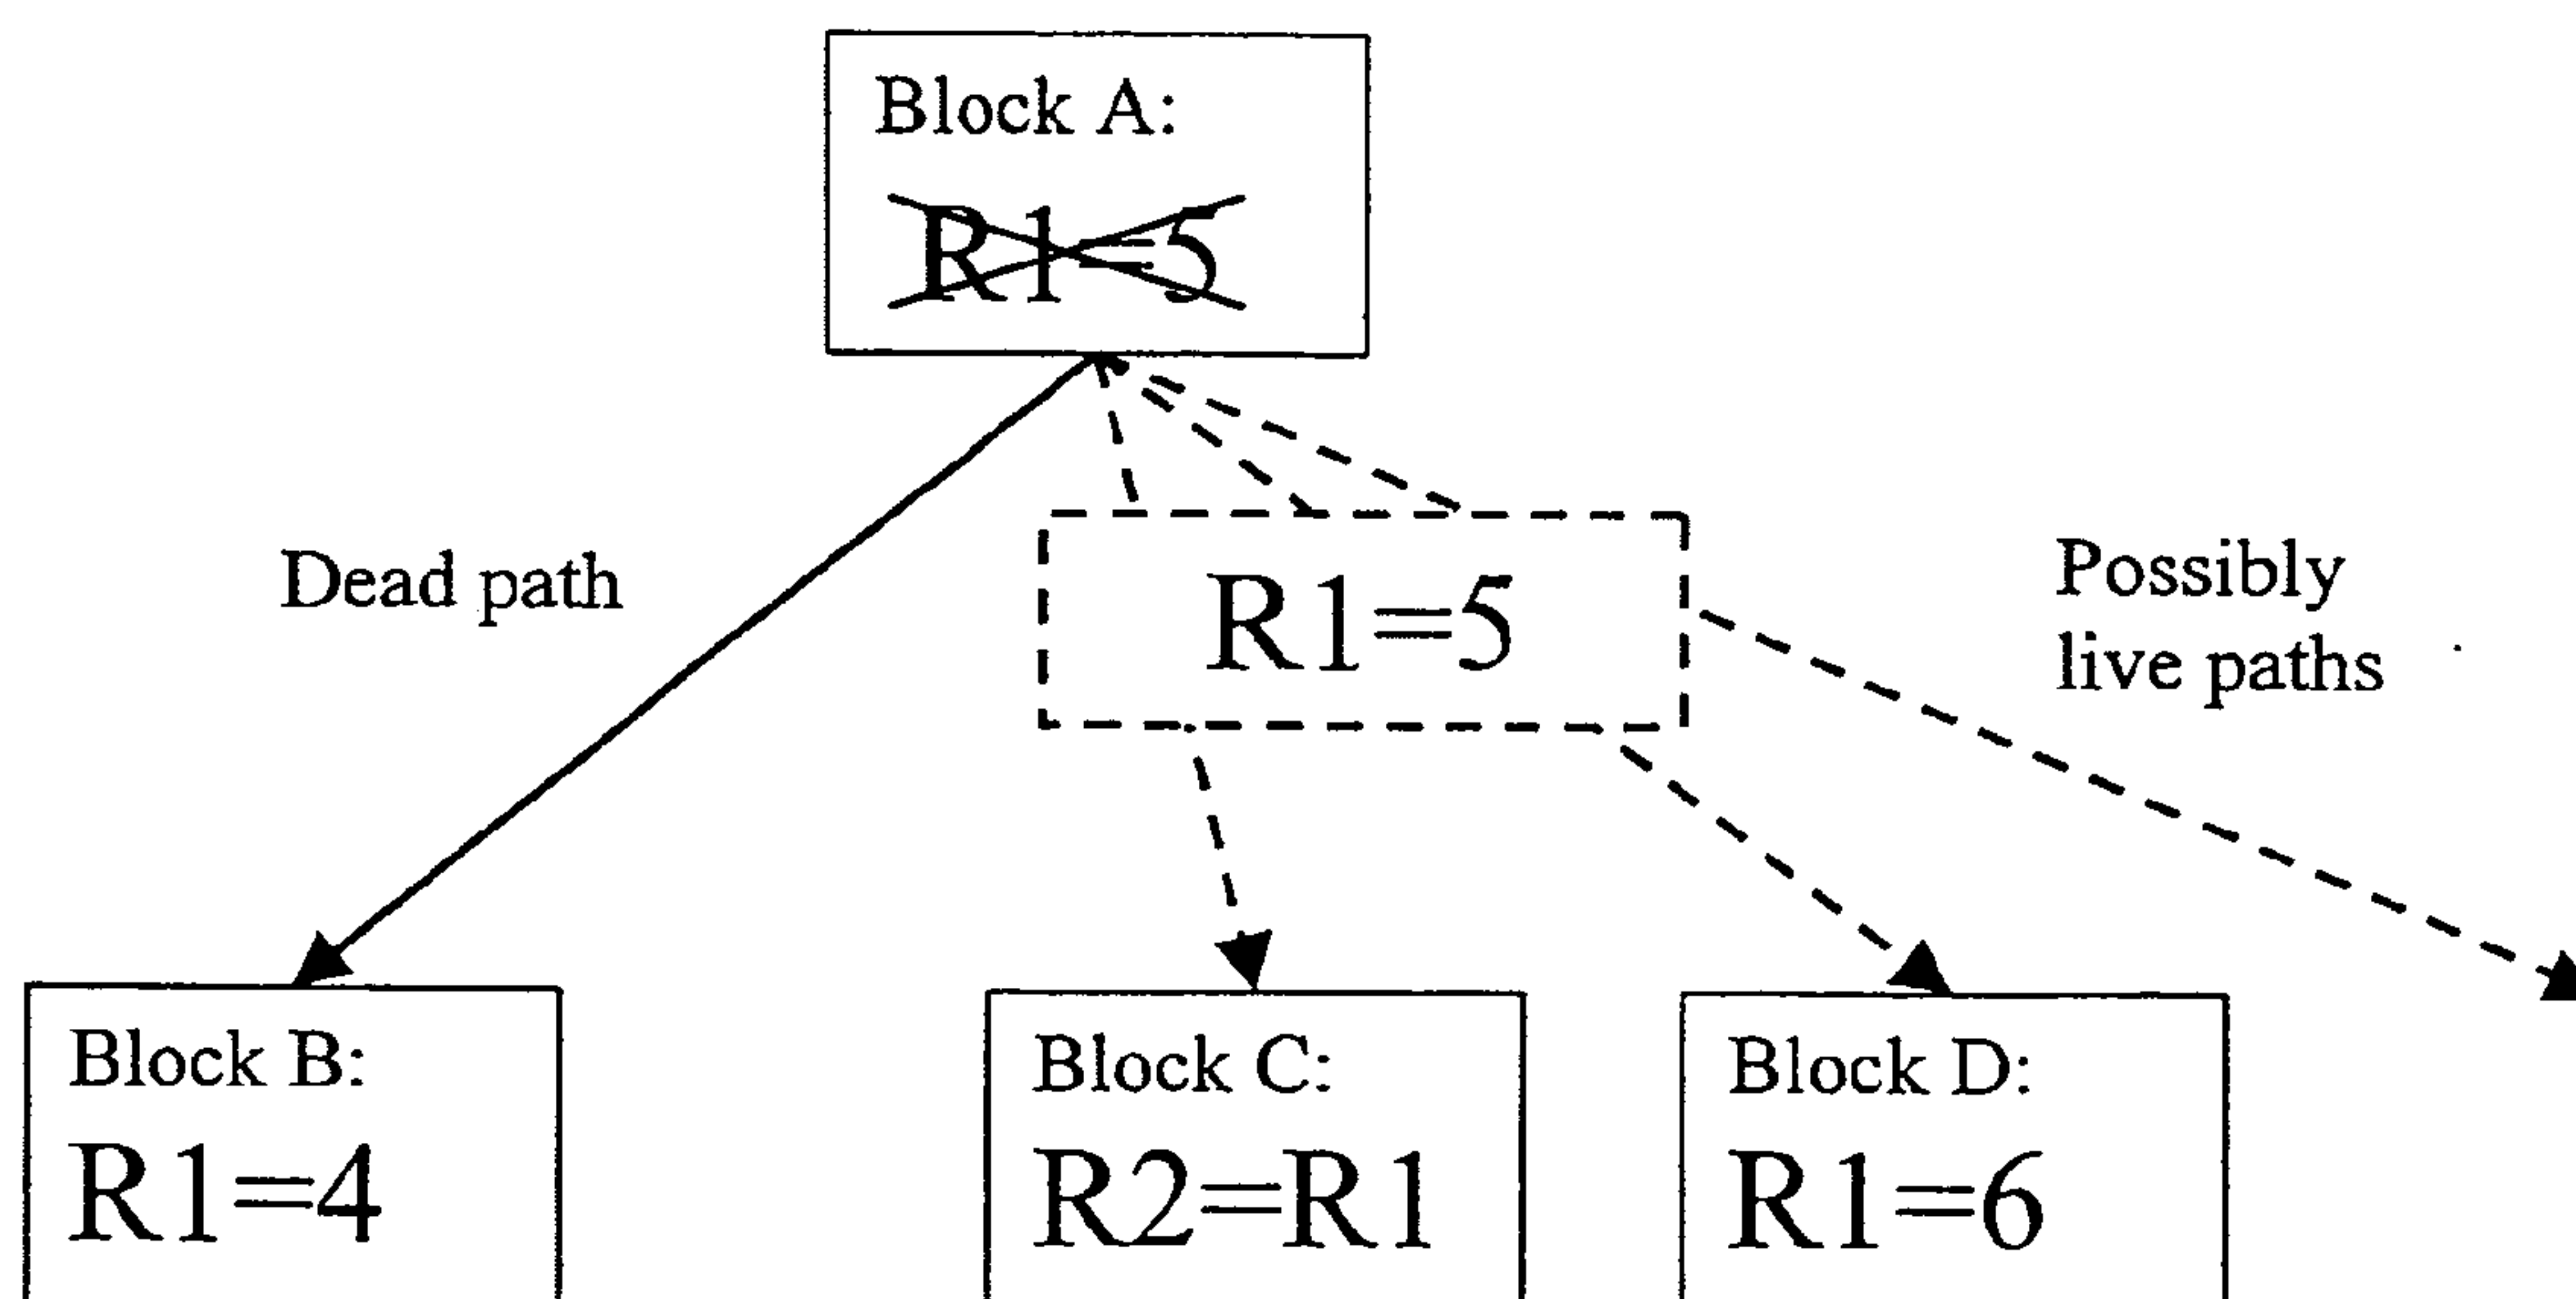 Block A:
R1=5
Dead path
R1=5
Possibly
live paths
Block B:
R1=4
Block C:
R2=R1
Block D:
R1=6